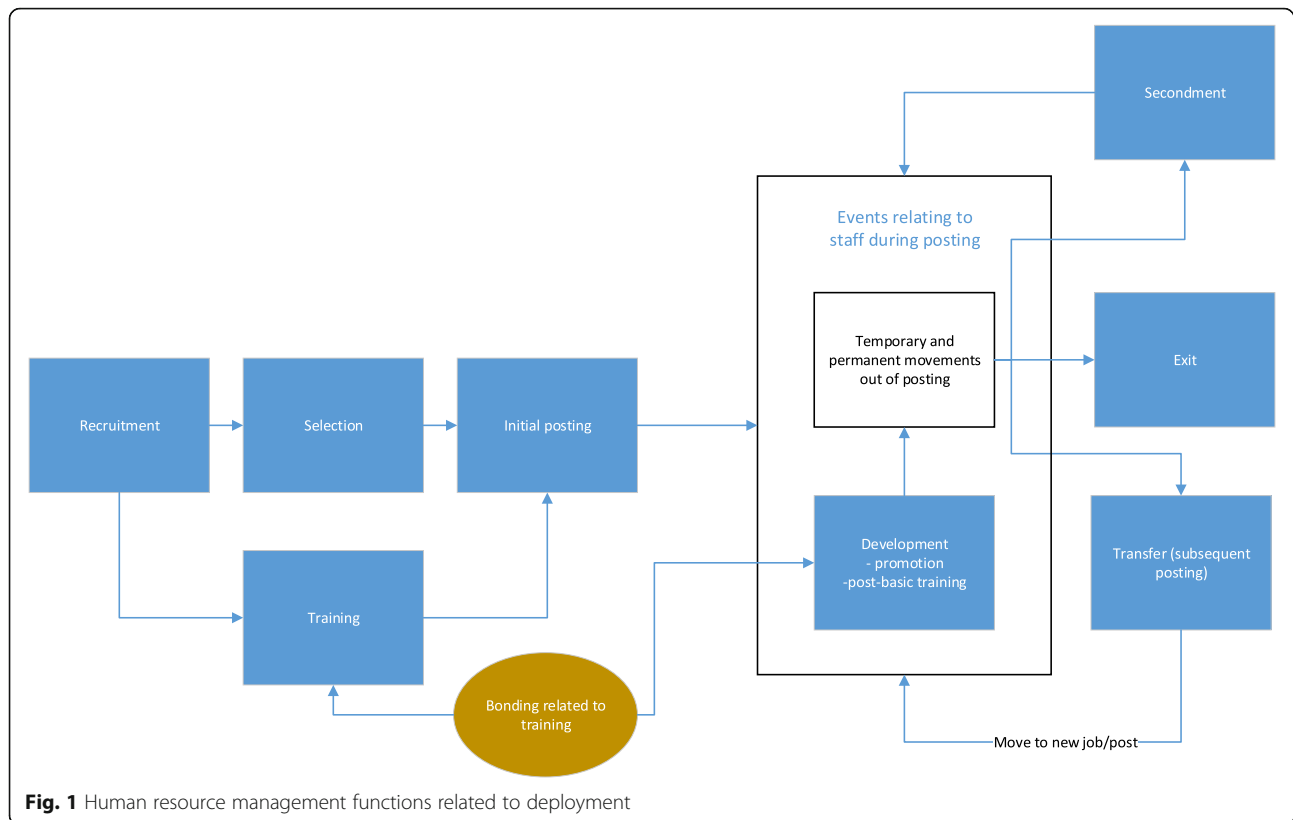 Secondment
Events relating to
staff during posting
Temporary and
permanent movements
out of posting
Exit
Recruitment
Selection
Initial posting
Development
- promotion
-post-basic training
Transfer (subsequent
posting)
Training
Bonding related to
training
Move to new job/post
Fig. 1 Human resource management functions related to deployment